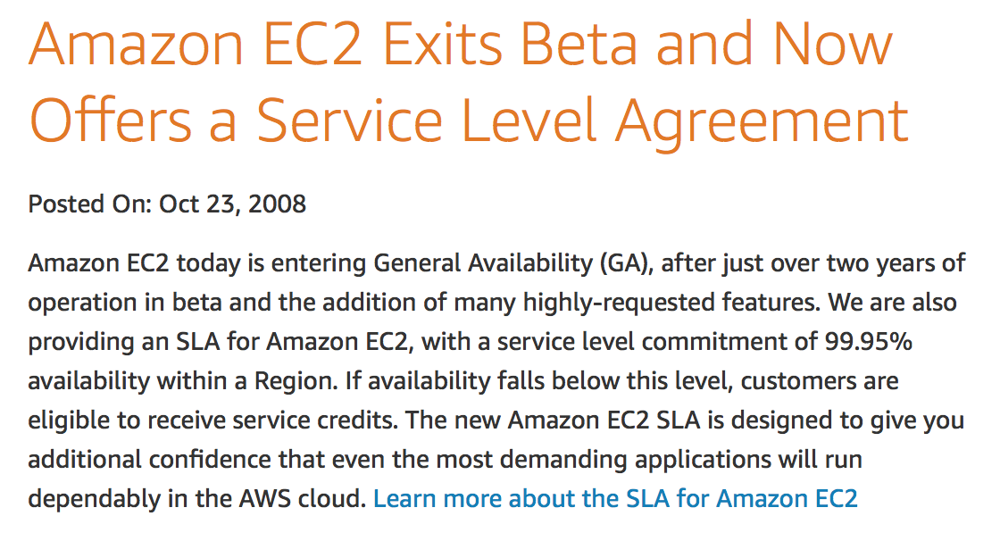 Amazon EC2 Exits Beta and Now
Offers a Service Level Agreement
Posted On: Oct 23, 2008
Amazon EC2 today is entering General Availability (GA), after just over two years of
operation in beta and the addition of many highly-requested features. We are also
providing an SLA for Amazon EC2, with a service level commitment of 99.95%
availability within a Region. If availability falls below this level, customers are
eligible to receive service credits. The new Amazon EC2 SLA is designed to give you
additional confidence that even the most demanding applications will run
dependably in the AWS cloud. Learn more about the SLA for Amazon EC2